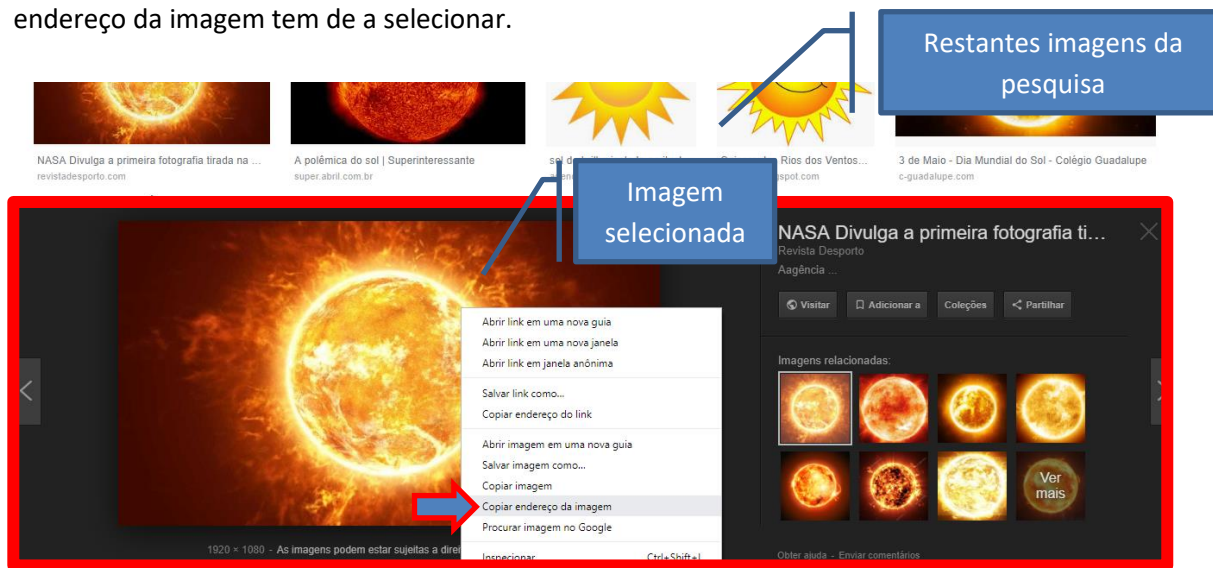 endereço da imagem tem de a selecionar.
Restantes imagens da
pesquisa
NASA Divulga a primeira fotografia tirada na ...
revistadesporto.com
A polémica do sol | Superinteressante
super.abril.com.br
Rios dos Ventos...
3 de Maio - Dia Mundial do Sol - Colégio Guadalupe
c-guadalupe.com
Imagem
selecionada
NASA Divulga a primeira fotografia ti...
Revista Desporto
Aagência ...
Visitar
Adicionar a
Coleções
Partilhar
Imagens relacionadas:
Abrir link em uma nova guia
Abrir link em uma nova janela
Abrir link em janela anônima
Salvar link como...
Copiar endereço do link
Abrir imagem em uma nova guia
Salvar imagem como...
Copiar imagem
Copiar endereço da imagem
Procurar imagem no Google
Inspecionar Ctrl+Shift+I
Ver
mais
1920 × 1080 - As imagens podem estar sujeitas a
Obter ajuda - Enviar comentários